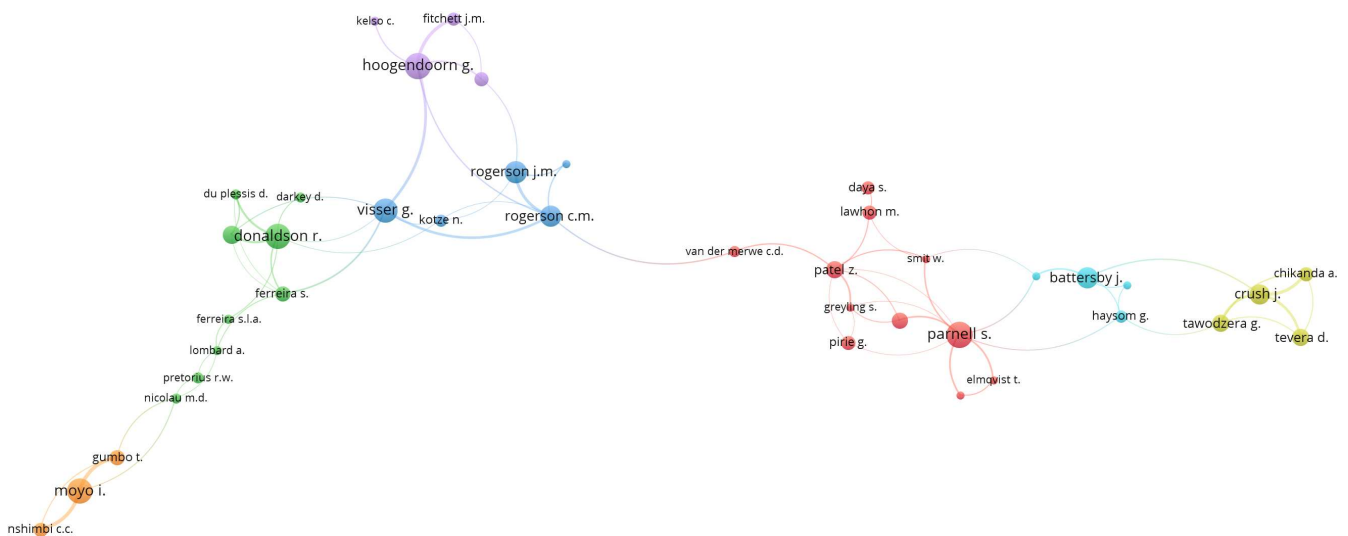 kelso c.
fitchett j.m.
hoogendoorn g.
rogerson j.m.
du plessis d.
darkey d.
visser g.
kotze n.
rogerson c.m.
donaldson r.
ferreira s.
ferreira s.l.a.
lombard a.
pretorius r.w.
nicolau m.d.
gumbo t.
moyo i.
nshimbi c.c.
daya s.
lawhon m.
van der merwe c.d.
smit w.
patel z.
greyling s.
parnell s.
pirie g.
elmqvist t.
battersby j.
haysom g.
chikanda a.
crush j.
tawodzera g.
tevera d.